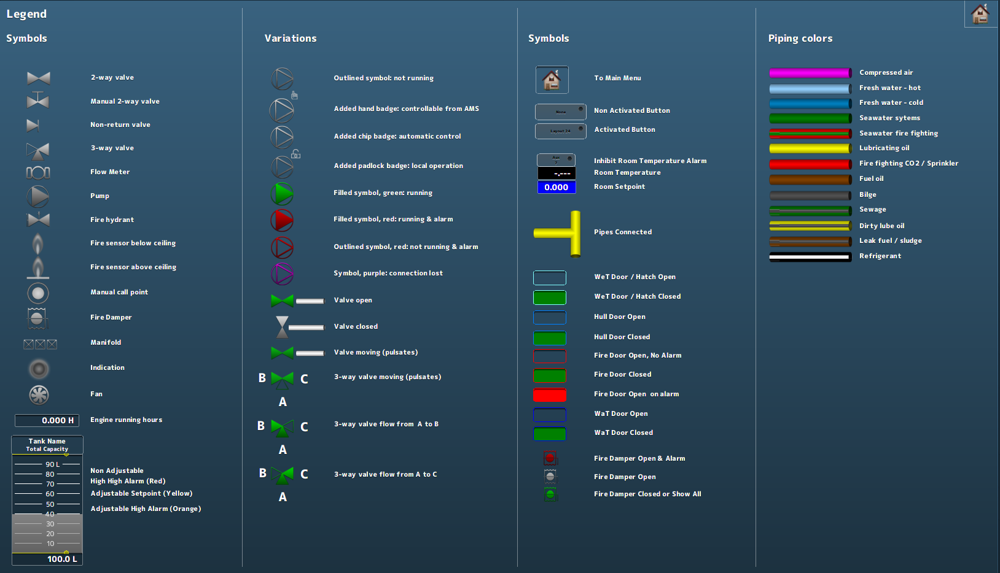 Legend
Symbols
2-way valve
Manual 2-way valve
Non-return valve
3-way valve
Flow Meter
Pump
Fire hydrant
Fire sensor below ceiling
Fire sensor above ceiling
Manual call point
Fire Damper
Manifold
Indication
Fan
0.000 H
Engine running hours
Tank Name
Total Capacity
90 L
80
70
60
50
40
30
20
10
100.0 L
Non Adjustable
High High Alarm (Red)
Adjustable Setpoint (Yellow)
Adjustable High Alarm (Orange)
Variations
Outlined symbol: not running
Added hand badge: controllable from AMS
Added chip badge: automatic control
Added padlock badge: local operation
Filled symbol, green: running
Filled symbol, red: running & alarm
Outlined symbol, red: not running & alarm
Symbol, purple: connection lost
Valve open
Valve closed
Valve moving (pulsates)
B C
3-way valve moving (pulsates)
A
B C
3-way valve flow from  A to B
A
B C
3-way valve flow from A to C
A
Symbols
To Main Menu
None
Non Activated Button
Layout 24
Activated Button
Aux
7
Inhibit Room Temperature Alarm
-.---
Room Temperature
0.000
Room Setpoint
Pipes Connected
WeT Door / Hatch Open
WeT Door / Hatch Closed
Hull Door Open
Hull Door Closed
Fire Door Open, No Alarm
Fire Door Closed
Fire Door Open  on alarm
WaT Door Open
WaT Door Closed
Fire Damper Open & Alarm
Fire Damper Open
Fire Damper Closed or Show All
Piping colors
Compressed air
Fresh water - hot
Fresh water - cold
Seawater sytems
Seawater fire fighting
Lubricating oil
Fire fighting CO2 / Sprinkler
Fuel oil
Bilge
Sewage
Dirty lube oil
Leak fuel / sludge
Refrigerant